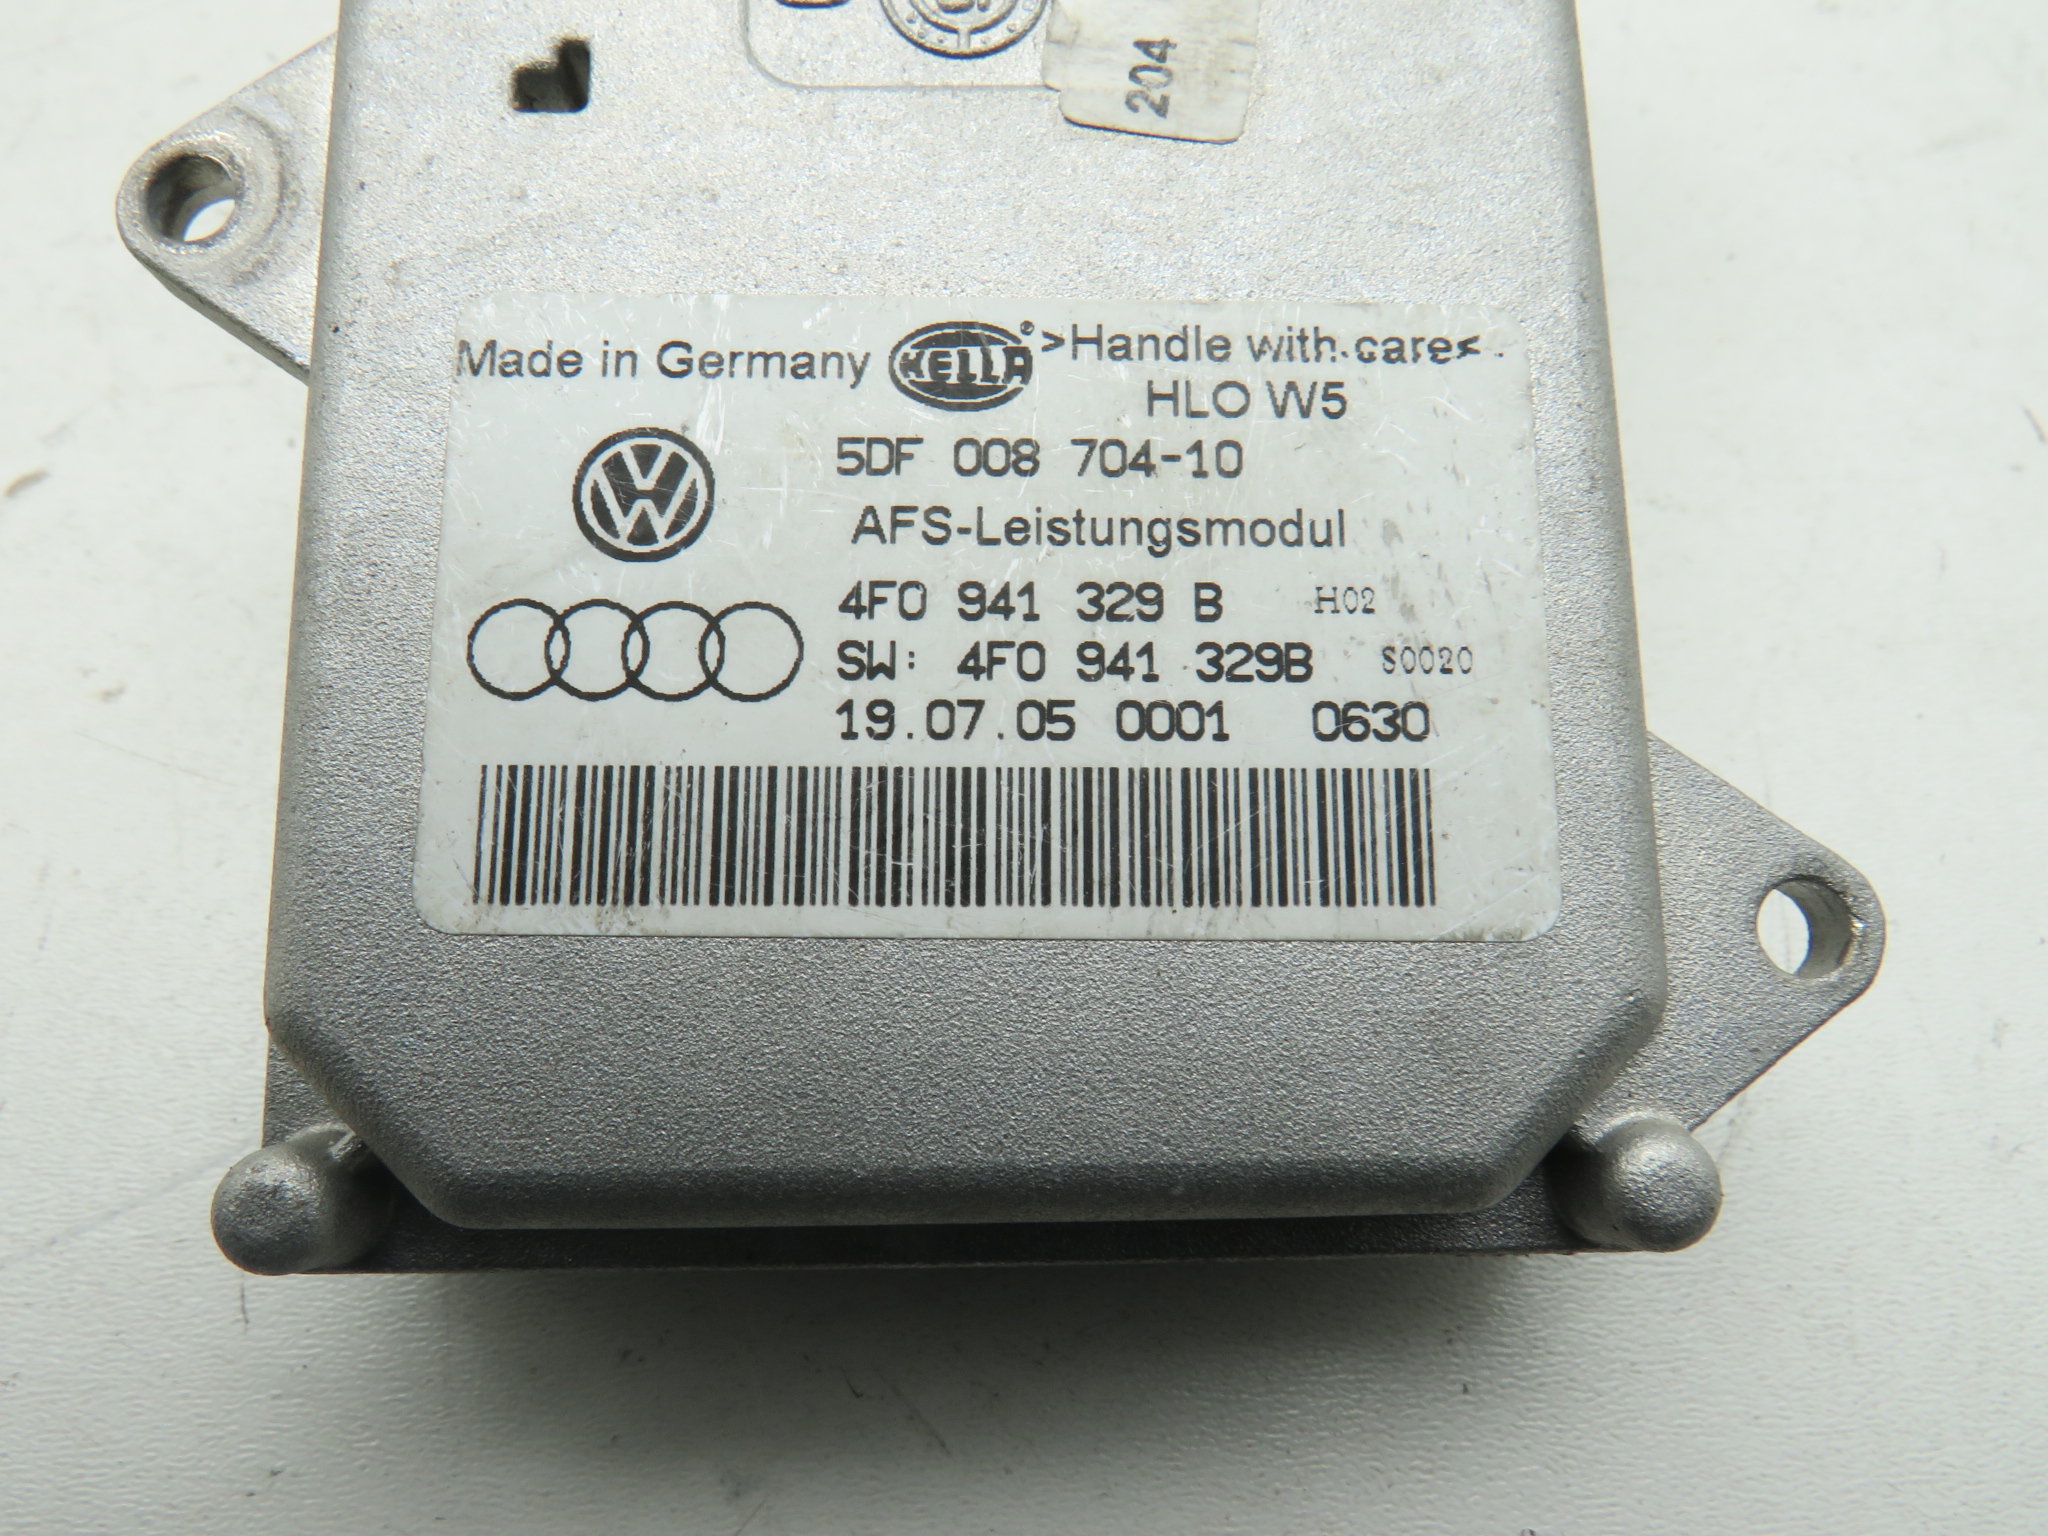 204
Made in Germany HELLA >Handle with care<
HLO W5
5DF 008 704-10
AFS-Leistungsmodul
4F0 941 329 B H02
SW: 4F0 941 329B S0020
19.07.05 0001 0630